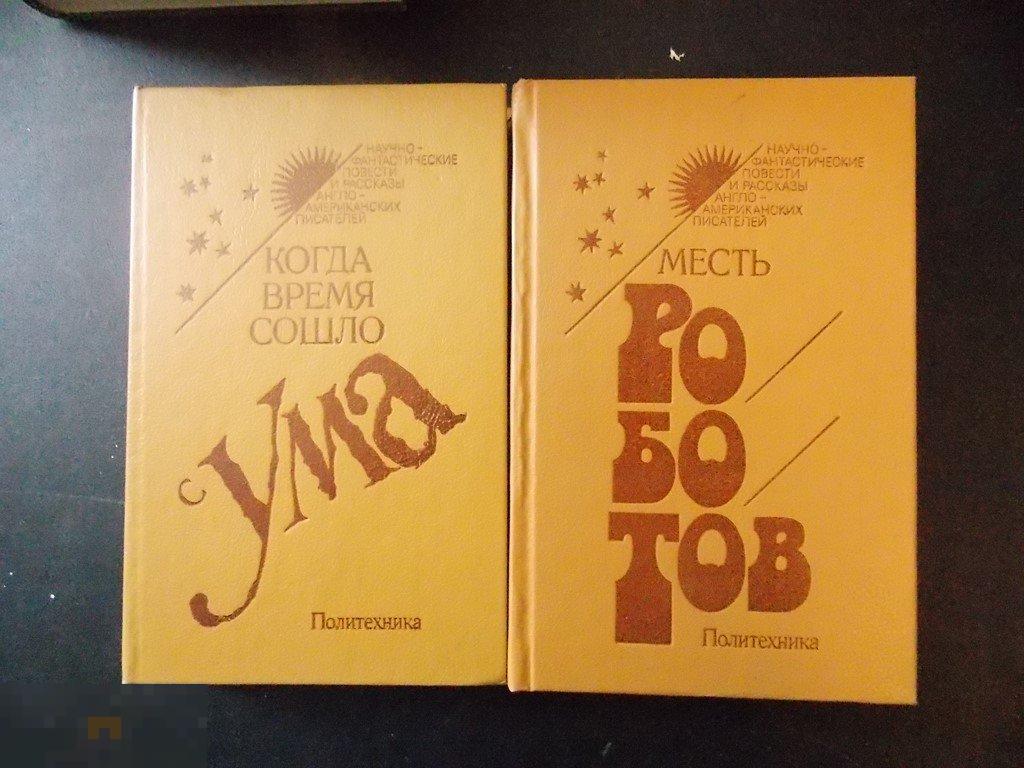 НАУЧНО-
ФАНТАСТИЧЕСКИЕ
ПОВЕСТИ
И РАССКАЗЫ
АНГЛО-
АМЕРИКАНСКИХ
ПИСАТЕЛЕЙ
КОГДА
ВРЕМЯ
СОШЛО
С
УМА
Политехника
НАУЧНО-
ФАНТАСТИЧЕСКИЕ
ПОВЕСТИ
И РАССКАЗЫ
АНГЛО-
АМЕРИКАНСКИХ
ПИСАТЕЛЕЙ
МЕСТЬ
РО
БО
ТОВ
Политехника